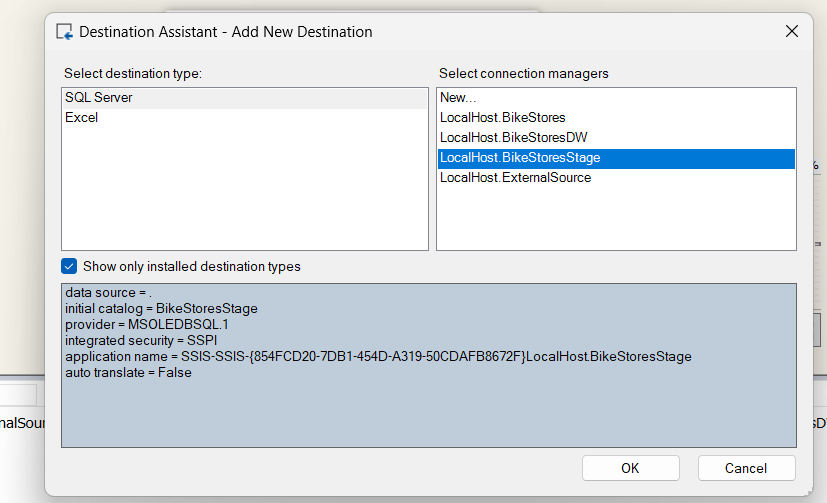 Destination Assistant - Add New Destination
Select destination type:
SQL Server
Excel
Select connection managers
New...
LocalHost.BikeStores
LocalHost.BikeStoresDW
LocalHost.BikeStoresStage
LocalHost.ExternalSource
%
Show only installed destination types
data source = .
initial catalog = BikeStoresStage
provider = MSOLEDBSQL.1
integrated security = SSPI
application name = SSIS-SSIS-{854FCD20-7DB1-454D-A319-50CDAFB8672F}LocalHost.BikeStoresStage
auto translate = False
nalSour
sD
OK
Cancel